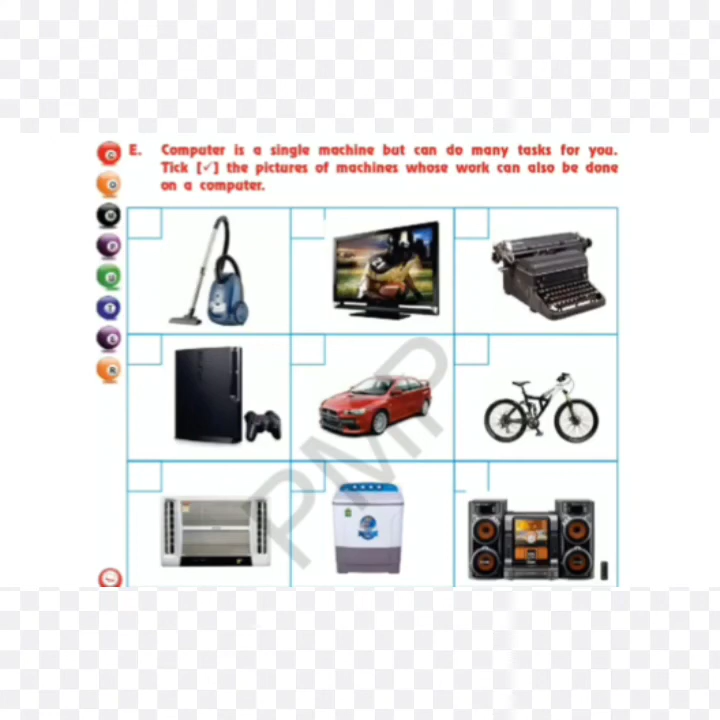 E. Computer is a single machine but can do many tasks for you.
Tick [✓] the pictures of machines whose work can also be done
on a computer.
PMP